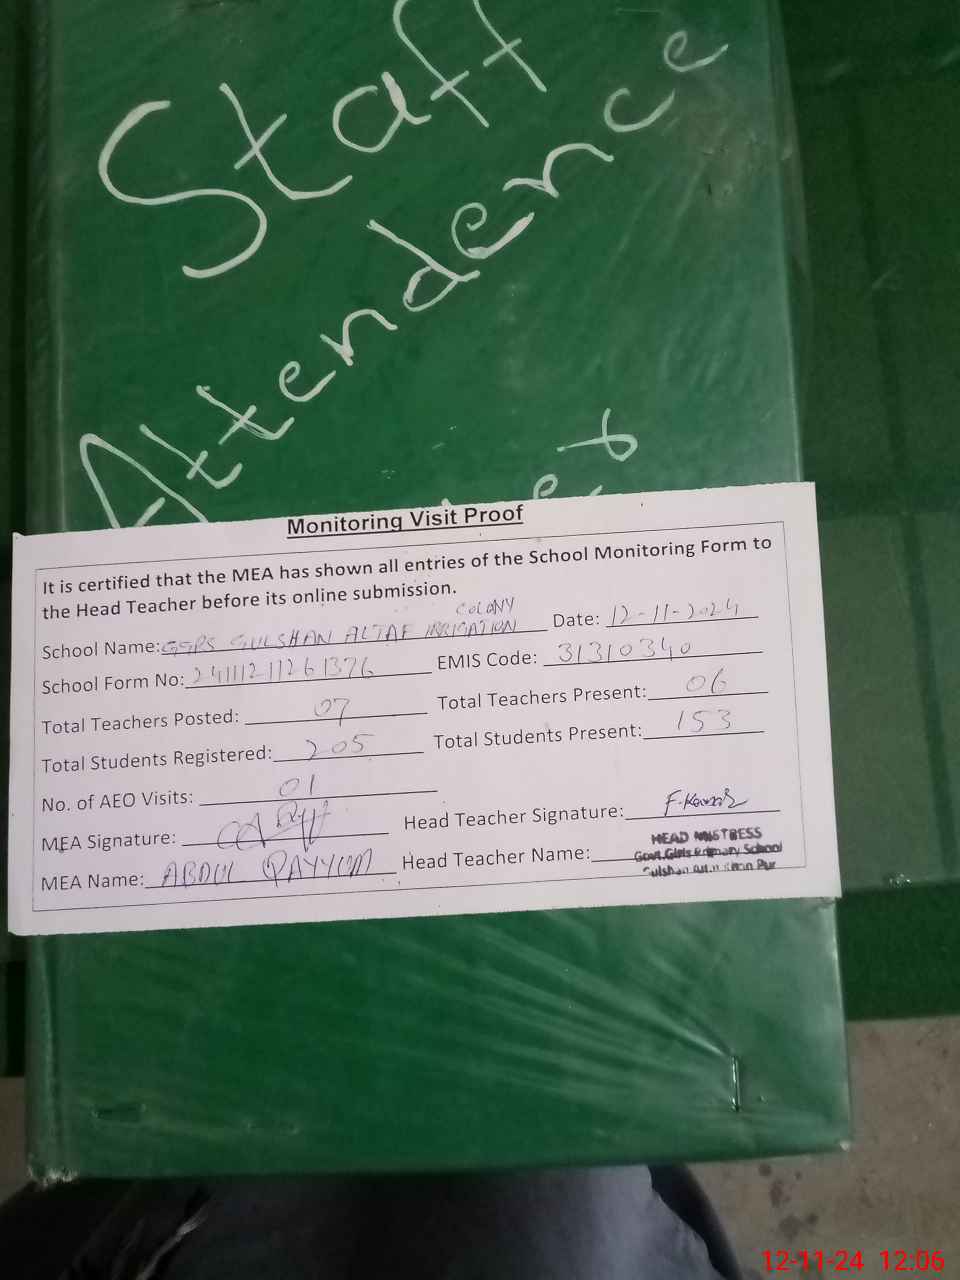 Staff
Attendence
Monitoring Visit Proof
It is certified that the MEA has shown all entries of the School Monitoring Form to
the Head Teacher before its online submission.
School Name: GGPS GULSHAN ALTAF IRRIGATION COLONY Date: 12-11-2024
School Form No: 24111211261376 EMIS Code: 31310340
Total Teachers Posted: 07 Total Teachers Present: 06
Total Students Registered: 205 Total Students Present: 153
No. of AEO Visits: 01
MEA Signature: Head Teacher Signature: F.Kawsar
MEA Name: ABDUL QAYYUM Head Teacher Name:
HEAD MISTRESS
Govt. Girls Primary School
Gulshan
12-11-24 12:06